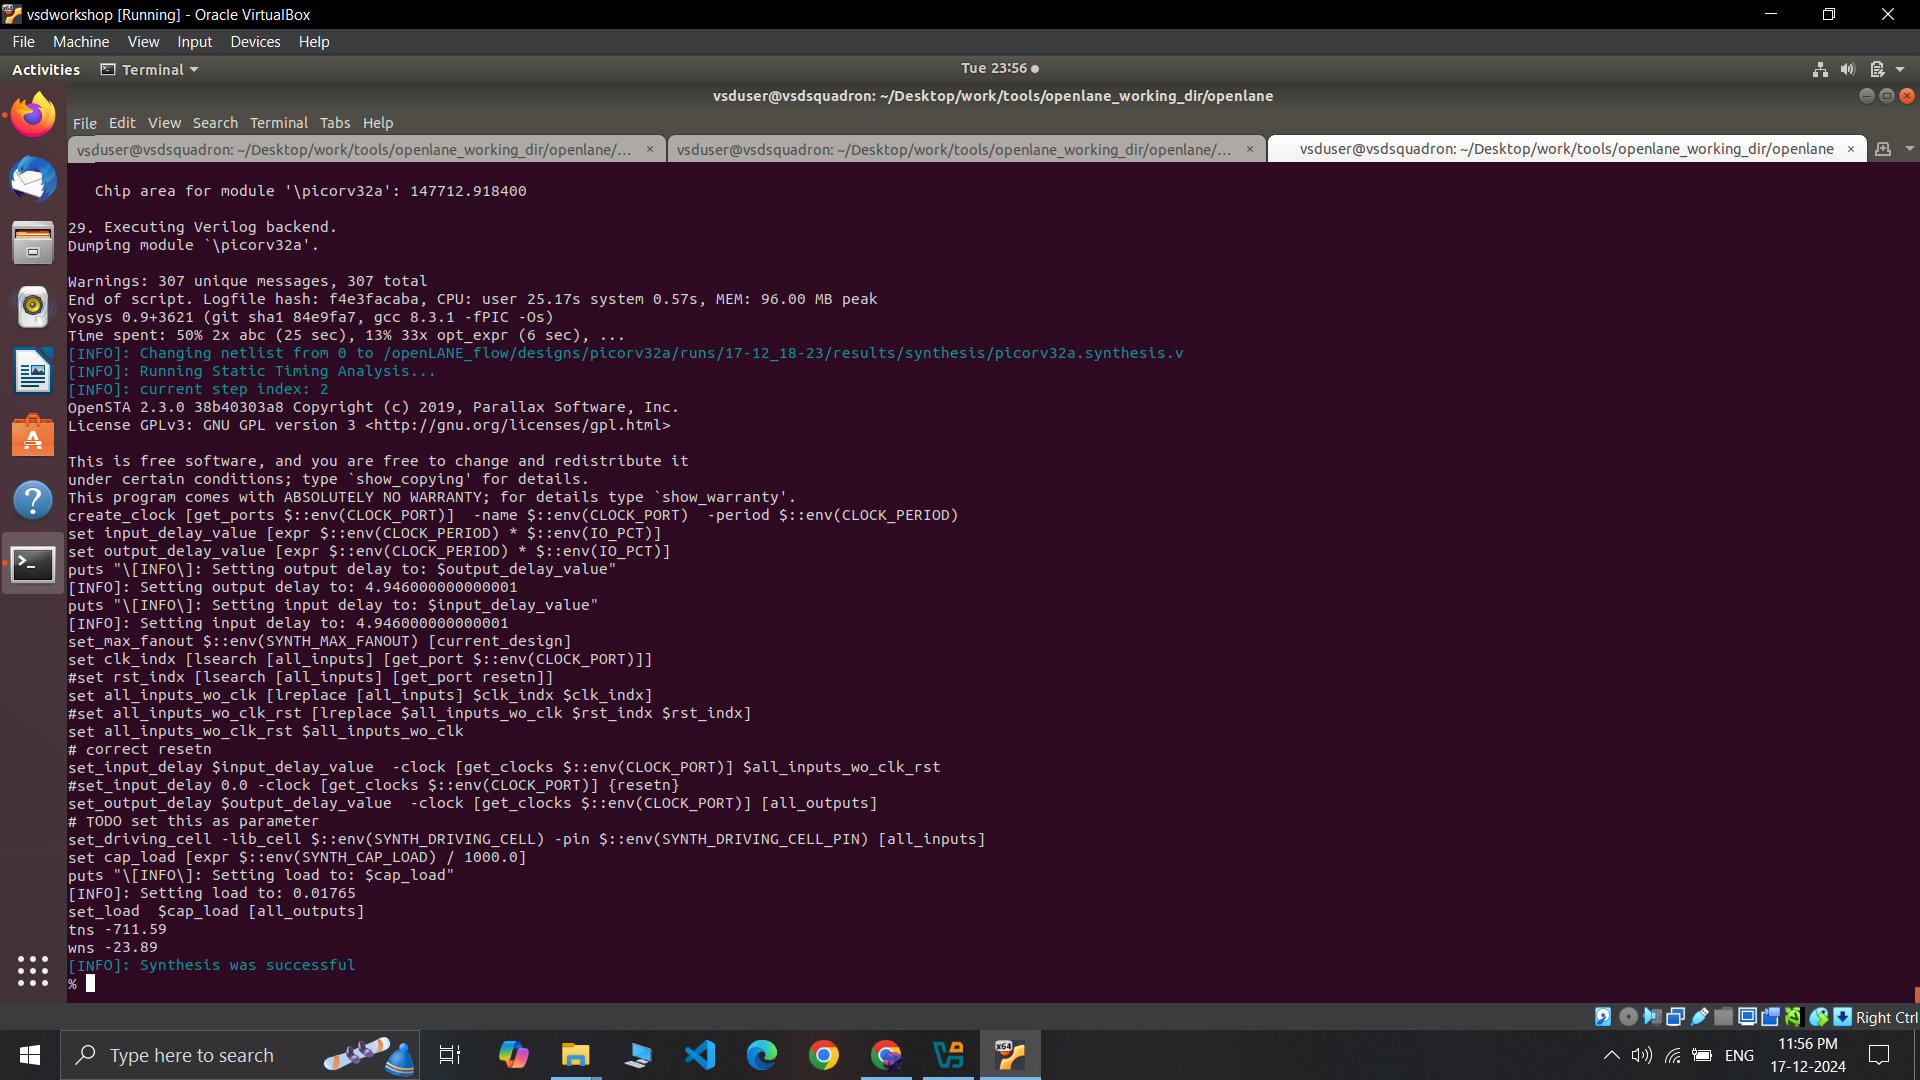 vsdworkshop [Running] - Oracle VirtualBox
File Machine View Input Devices Help
Activities Terminal Tue 23:56
vsduser@vsdsquadron: ~/Desktop/work/tools/openlane_working_dir/openlane
File Edit View Search Terminal Tabs Help
vsduser@vsdsquadron: ~/Desktop/work/tools/openlane_working_dir/openlane/... × vsduser@vsdsquadron: ~/Desktop/work/tools/openlane_working_dir/openlane/... × vsduser@vsdsquadron: ~/Desktop/work/tools/openlane_working_dir/openlane ×
Chip area for module '\picorv32a': 147712.918400
29. Executing Verilog backend.
Dumping module `\picorv32a'.
Warnings: 307 unique messages, 307 total
End of script. Logfile hash: f4e3facaba, CPU: user 25.17s system 0.57s, MEM: 96.00 MB peak
Yosys 0.9+3621 (git sha1 84e9fa7, gcc 8.3.1 -fPIC -Os)
Time spent: 50% 2x abc (25 sec), 13% 33x opt_expr (6 sec), ...
[INFO]: Changing netlist from 0 to /openLANE_flow/designs/picorv32a/runs/17-12_18-23/results/synthesis/picorv32a.synthesis.v
[INFO]: Running Static Timing Analysis...
[INFO]: current step index: 2
OpenSTA 2.3.0 38b40303a8 Copyright (c) 2019, Parallax Software, Inc.
License GPLv3: GNU GPL version 3 <http://gnu.org/licenses/gpl.html>
This is free software, and you are free to change and redistribute it
under certain conditions; type `show_copying' for details.
This program comes with ABSOLUTELY NO WARRANTY; for details type `show_warranty'.
create_clock [get_ports $::env(CLOCK_PORT)]  -name $::env(CLOCK_PORT)  -period $::env(CLOCK_PERIOD)
set input_delay_value [expr $::env(CLOCK_PERIOD) * $::env(IO_PCT)]
set output_delay_value [expr $::env(CLOCK_PERIOD) * $::env(IO_PCT)]
puts "\[INFO\]: Setting output delay to: $output_delay_value"
[INFO]: Setting output delay to: 4.946000000000001
puts "\[INFO\]: Setting input delay to: $input_delay_value"
[INFO]: Setting input delay to: 4.946000000000001
set_max_fanout $::env(SYNTH_MAX_FANOUT) [current_design]
set clk_indx [lsearch [all_inputs] [get_port $::env(CLOCK_PORT)]]
#set rst_indx [lsearch [all_inputs] [get_port resetn]]
set all_inputs_wo_clk [lreplace [all_inputs] $clk_indx $clk_indx]
#set all_inputs_wo_clk_rst [lreplace $all_inputs_wo_clk $rst_indx $rst_indx]
set all_inputs_wo_clk_rst $all_inputs_wo_clk
# correct resetn
set_input_delay $input_delay_value  -clock [get_clocks $::env(CLOCK_PORT)] $all_inputs_wo_clk_rst
#set_input_delay 0.0 -clock [get_clocks $::env(CLOCK_PORT)] {resetn}
set_output_delay $output_delay_value  -clock [get_clocks $::env(CLOCK_PORT)] [all_outputs]
# TODO set this as parameter
set_driving_cell -lib_cell $::env(SYNTH_DRIVING_CELL) -pin $::env(SYNTH_DRIVING_CELL_PIN) [all_inputs]
set cap_load [expr $::env(SYNTH_CAP_LOAD) / 1000.0]
puts "\[INFO\]: Setting load to: $cap_load"
[INFO]: Setting load to: 0.01765
set_load  $cap_load [all_outputs]
tns -711.59
wns -23.89
[INFO]: Synthesis was successful
%
Right Ctrl
Type here to search
ENG
11:56 PM
17-12-2024